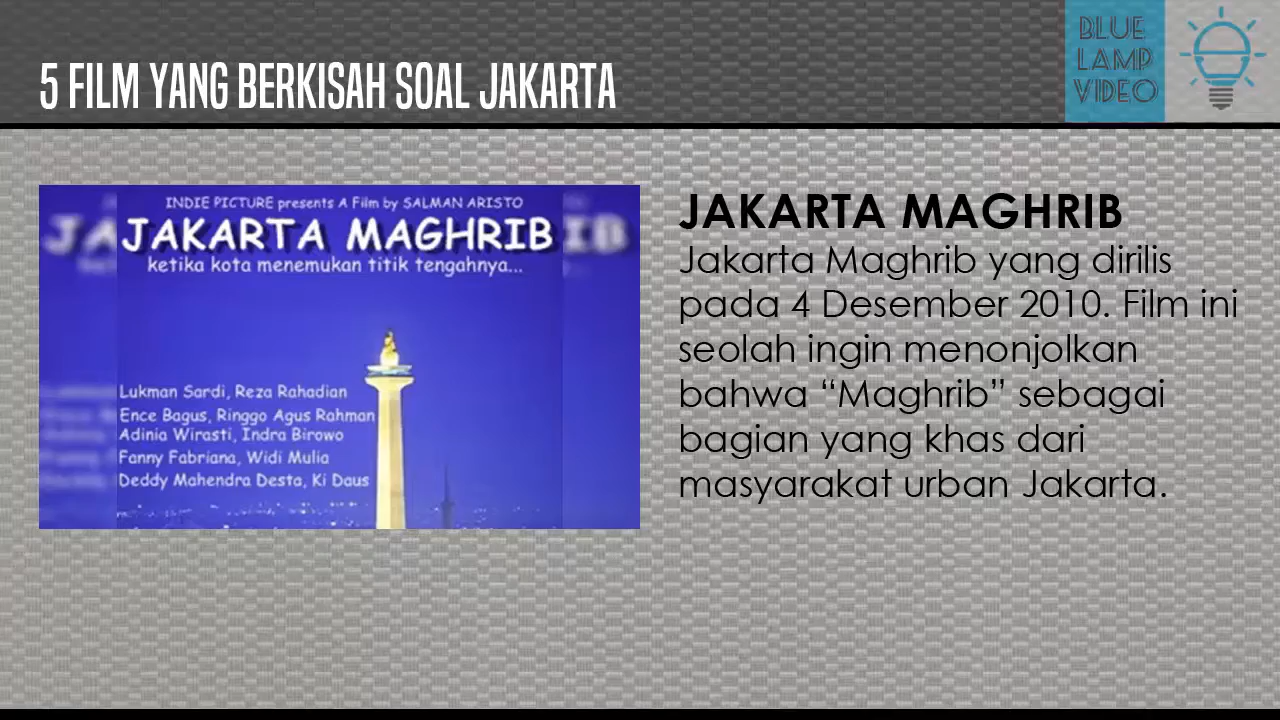 5 FILM YANG BERKISAH SOAL JAKARTA
BLUE
LAMP
VIDEO
INDIE PICTURE presents A Film by SALMAN ARISTO
JAKARTA MAGHRIB
ketika kota menemukan titik tengahnya...
Lukman Sardi, Reza Rahadian
Ence Bagus, Ringgo Agus Rahman
Adinia Wirasti, Indra Birowo
Fanny Fabriana, Widi Mulia
Deddy Mahendra Desta, Ki Daus
JAKARTA MAGHRIB
Jakarta Maghrib yang dirilis
pada 4 Desember 2010. Film ini
seolah ingin menonjolkan
bahwa “Maghrib” sebagai
bagian yang khas dari
masyarakat urban Jakarta.